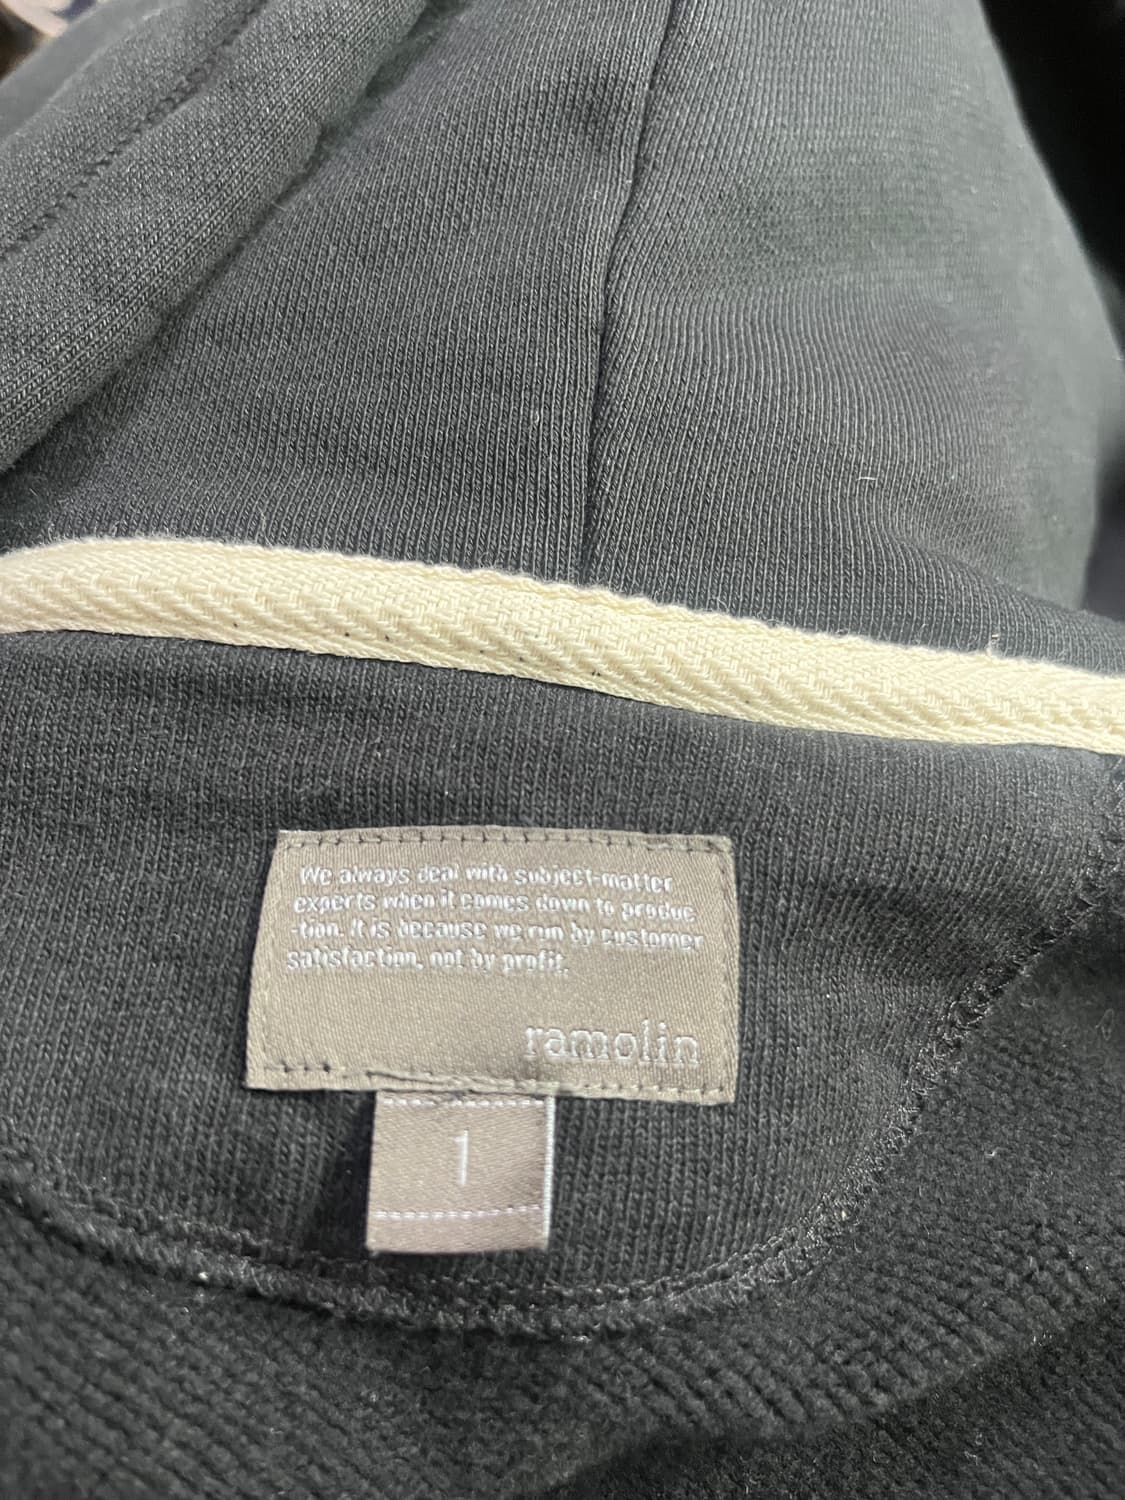 We always deal with subject-matter
experts when it comes down to produc
-tion. It is because we run by customer
satisfaction, not by profit.
ramolin
1